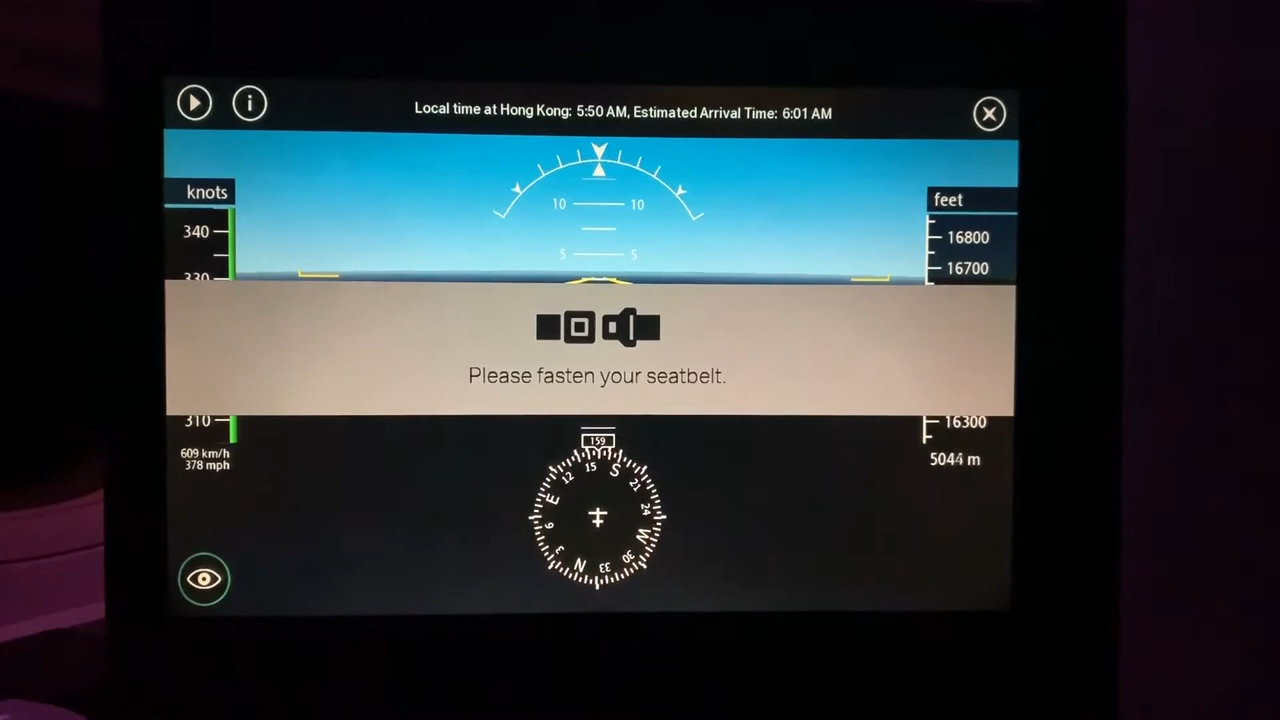 Local time at Hong Kong: 5:50 AM, Estimated Arrival Time: 6:01 AM
knots
feet
340
10 10
16800
5 5
16700
330
Please fasten your seatbelt.
310
16300
159
609 km/h
378 mph
5044 m
15 S
12 21
E 24
6 W
3 30
N 33